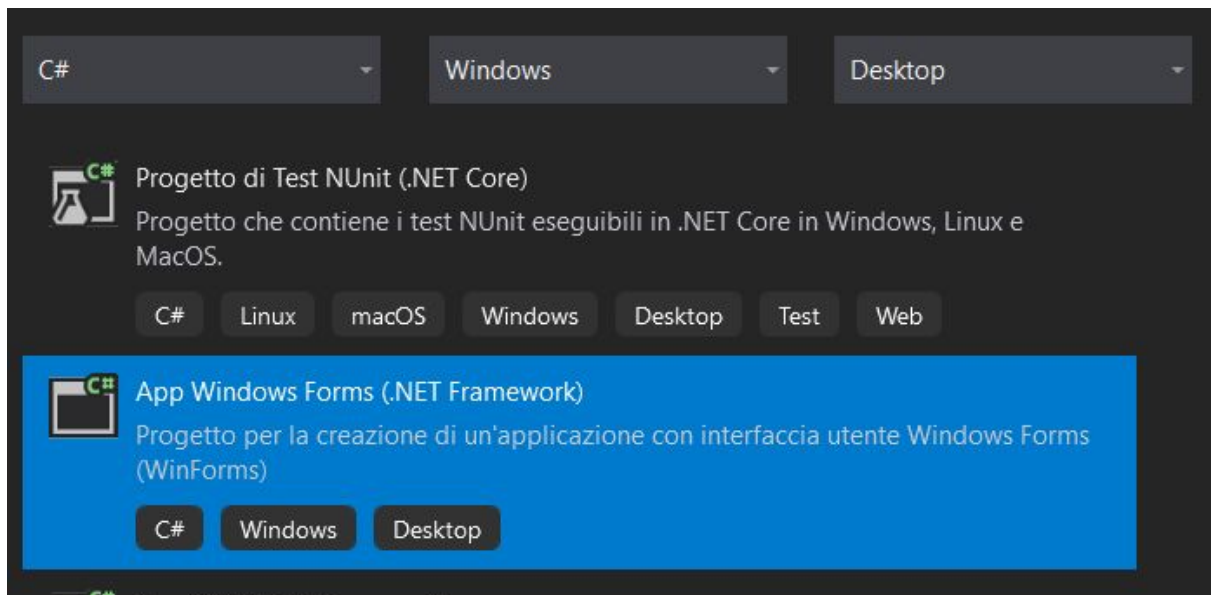 C# Windows Desktop
C#
Progetto di Test NUnit (.NET Core)
Progetto che contiene i test NUnit eseguibili in .NET Core in Windows, Linux e
MacOS.
C# Linux macOS Windows Desktop Test Web
C#
App Windows Forms (.NET Framework)
Progetto per la creazione di un'applicazione con interfaccia utente Windows Forms
(WinForms)
C# Windows Desktop
C#